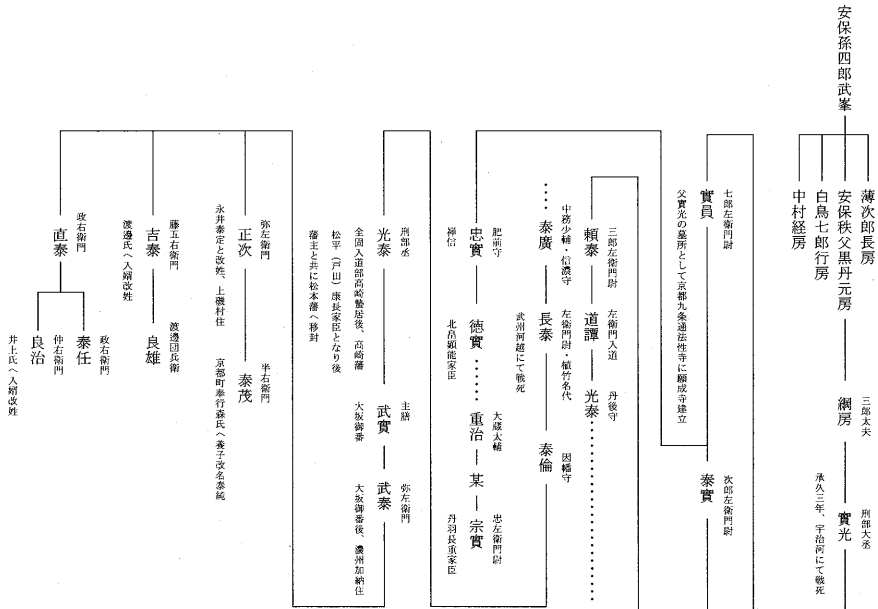 安保孫四郎武峯
薄次郎長房
安保秩父黒丹元房
白鳥七郎行房
中村経房
三郎太夫
綱房
刑部大丞
實光
承久三年、宇治河にて戦死
七郎左衛門尉
實員
父實光の墓所として京都九条通法性寺に願成寺建立
次郎左衛門尉
泰實
三郎左衛門尉
頼泰
左衛門入道
道譚
丹後守
光泰
中務少輔・信濃守
泰廣
左衛門尉・植竹名代
長泰
武州河越にて戦死
因幡守
泰倫
肥前守
忠實
禅信
徳實
北畠顕能家臣
大蔵太輔
重治
某
忠左衛門尉
宗實
丹羽長重家臣
刑部丞
光泰
全固入道部高崎蟄居後、高崎藩
松平(戸田)康長家臣となり後
藩主と共に松本藩へ移封
主膳
武實
大坂御番
弥左衛門
武泰
大坂御番後、濃州加納住
弥左衛門
正次
永井泰定と改姓、上磯村住
半右衛門
泰茂
京都町奉行森氏へ養子改名泰純
藤五右衛門
吉泰
渡邊氏へ入婿改姓
渡邊団兵衛
良雄
政右衛門
直泰
政右衛門
泰任
仲右衛門
良治
井上氏へ入婿改姓